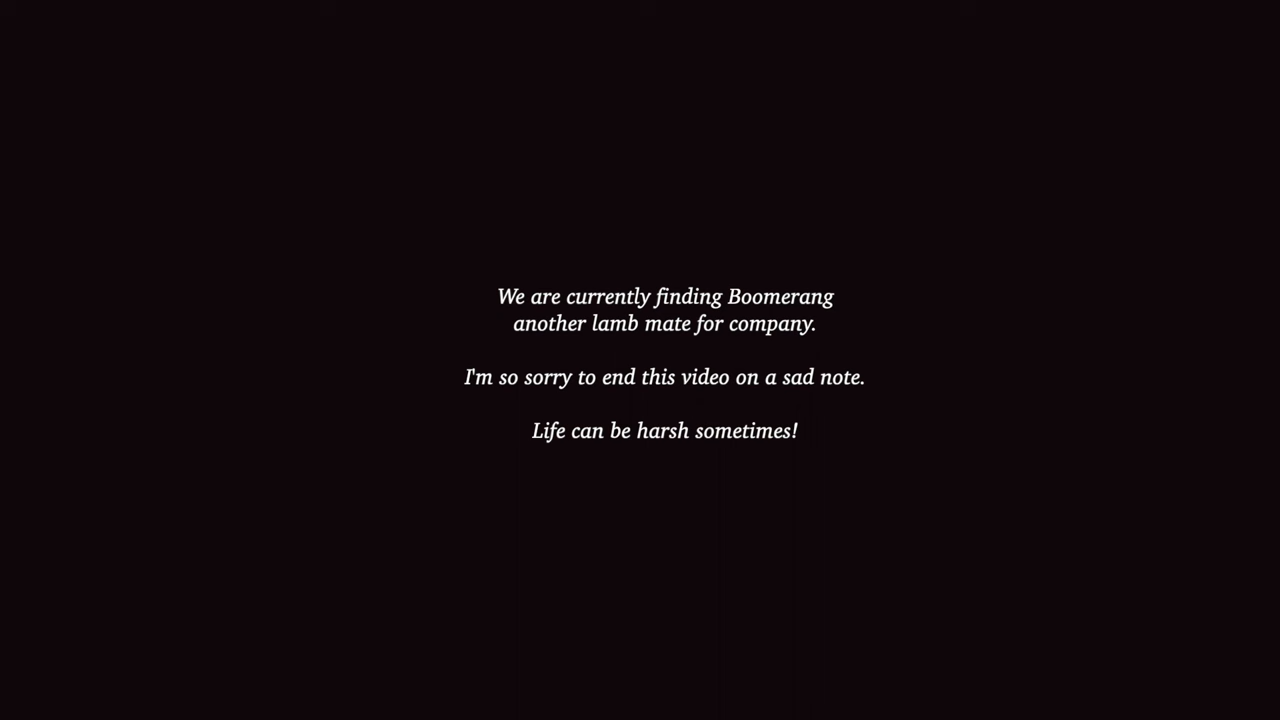 We are currently finding Boomerang
another lamb mate for company.
I'm so sorry to end this video on a sad note.
Life can be harsh sometimes!